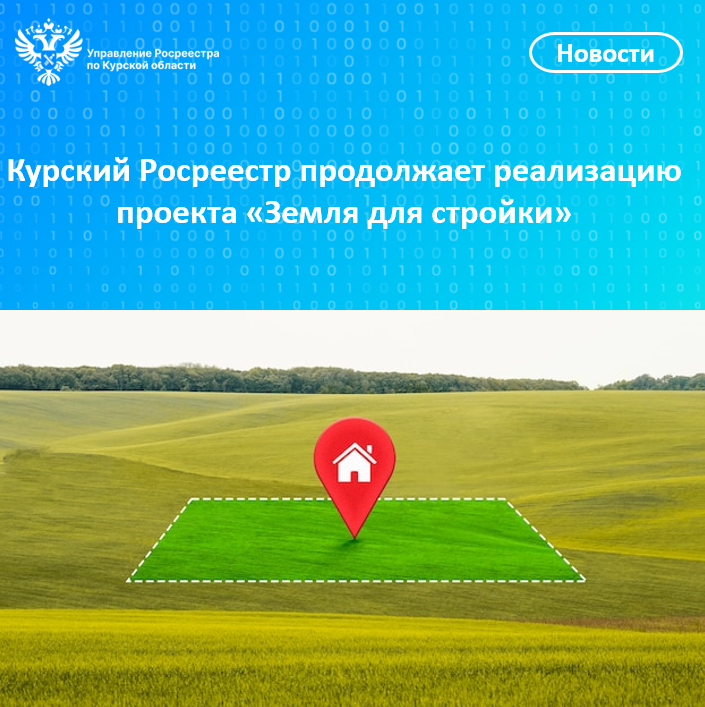 Управление Росреестра
по Курской области
Новости
Курский Росреестр продолжает реализацию
проекта «Земля для стройки»